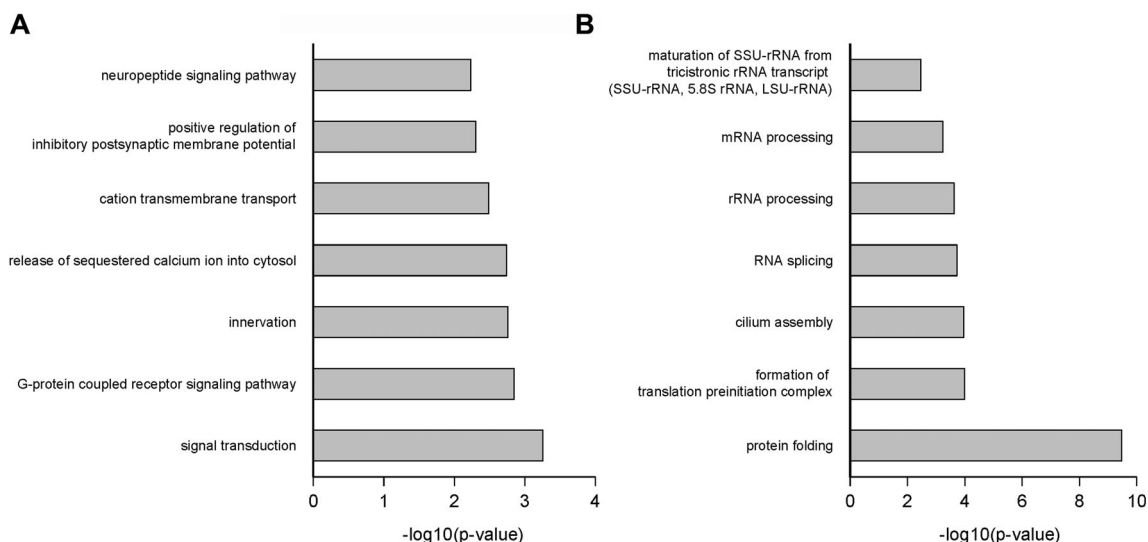 A
neuropeptide signaling pathway
positive regulation of
inhibitory postsynaptic membrane potential
cation transmembrane transport
release of sequestered calcium ion into cytosol
innervation
G-protein coupled receptor signaling pathway
signal transduction
0 1 2 3 4
-log10(p-value)
B
maturation of SSU-rRNA from
tricistronic rRNA transcript
(SSU-rRNA, 5.8S rRNA, LSU-rRNA)
mRNA processing
rRNA processing
RNA splicing
cilium assembly
formation of
translation preinitiation complex
protein folding
0 2 4 6 8 10
-log10(p-value)